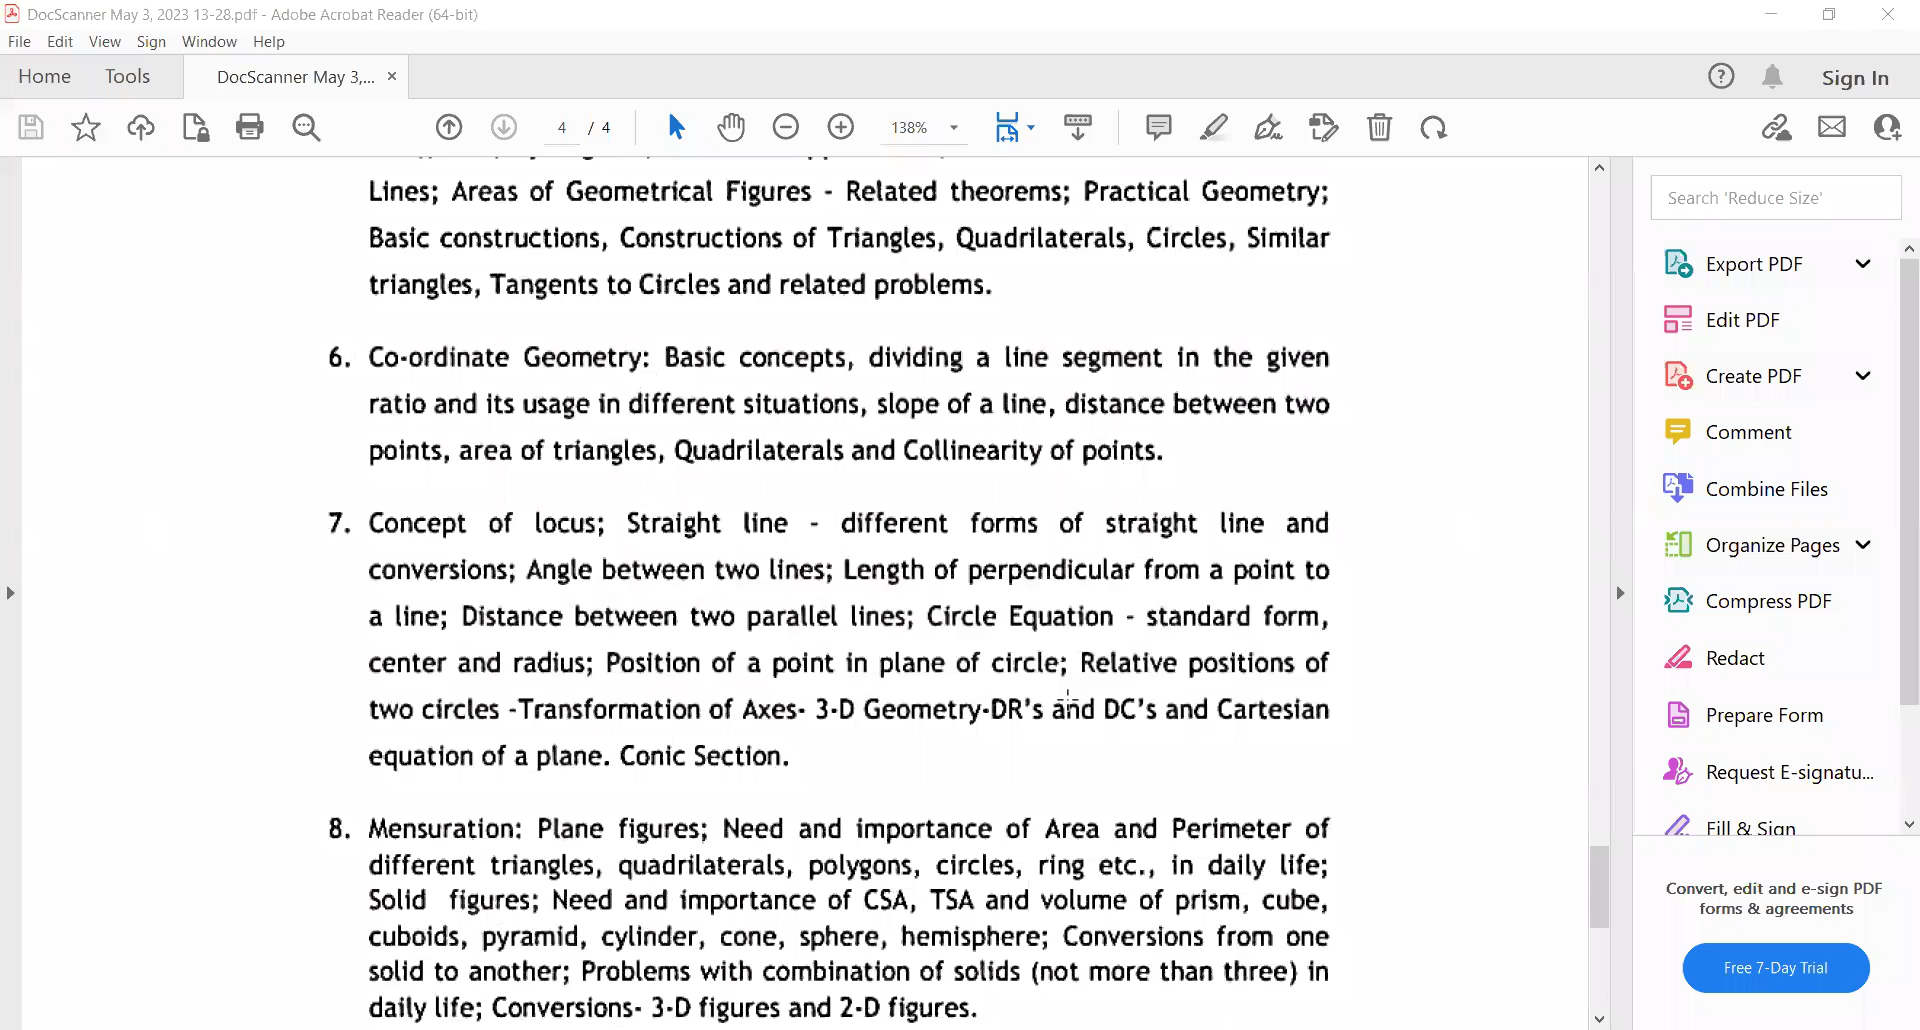 DocScanner May 3, 2023 13-28.pdf - Adobe Acrobat Reader (64-bit)
File Edit View Sign Window Help
Home Tools DocScanner May 3,... × Sign In
4 / 4 138%
Lines; Areas of Geometrical Figures - Related theorems; Practical Geometry;
Basic constructions, Constructions of Triangles, Quadrilaterals, Circles, Similar
triangles, Tangents to Circles and related problems.
6. Co-ordinate Geometry: Basic concepts, dividing a line segment in the given
ratio and its usage in different situations, slope of a line, distance between two
points, area of triangles, Quadrilaterals and Collinearity of points.
7. Concept of locus; Straight line - different forms of straight line and
conversions; Angle between two lines; Length of perpendicular from a point to
a line; Distance between two parallel lines; Circle Equation - standard form,
center and radius; Position of a point in plane of circle; Relative positions of
two circles -Transformation of Axes- 3-D Geometry-DR's and DC's and Cartesian
equation of a plane. Conic Section.
8. Mensuration: Plane figures; Need and importance of Area and Perimeter of
different triangles, quadrilaterals, polygons, circles, ring etc., in daily life;
Solid figures; Need and importance of CSA, TSA and volume of prism, cube,
cuboids, pyramid, cylinder, cone, sphere, hemisphere; Conversions from one
solid to another; Problems with combination of solids (not more than three) in
daily life; Conversions- 3-D figures and 2-D figures.
Search 'Reduce Size'
Export PDF
Edit PDF
Create PDF
Comment
Combine Files
Organize Pages
Compress PDF
Redact
Prepare Form
Request E-signatu...
Fill & Sign
Convert, edit and e-sign PDF
forms & agreements
Free 7-Day Trial